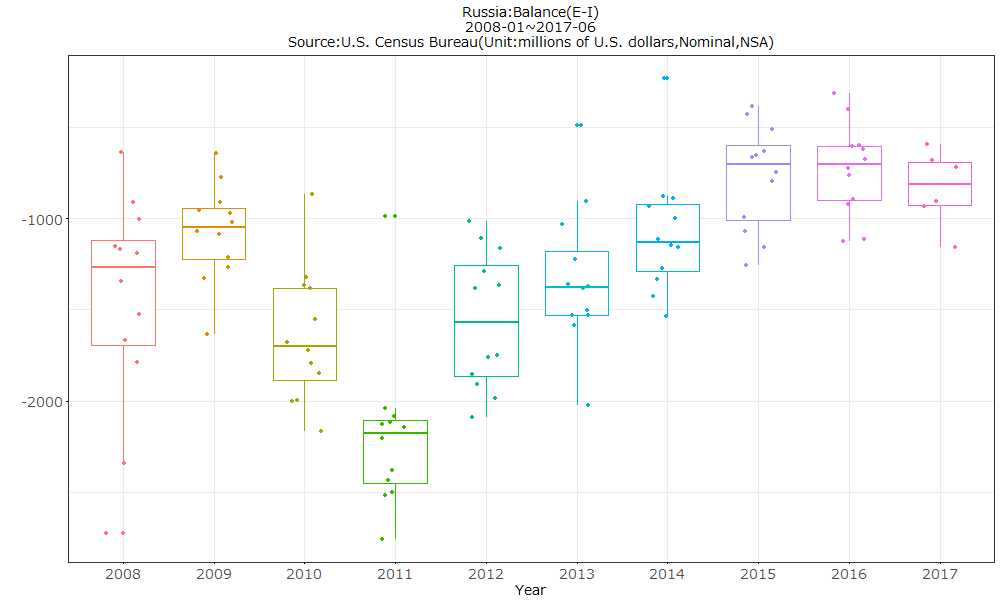 Russia:Balance(E-I)
2008-01~2017-06
Source:U.S. Census Bureau(Unit:millions of U.S. dollars,Nominal,NSA)
-1000
-2000
2008 2009 2010 2011 2012 2013 2014 2015 2016 2017
Year